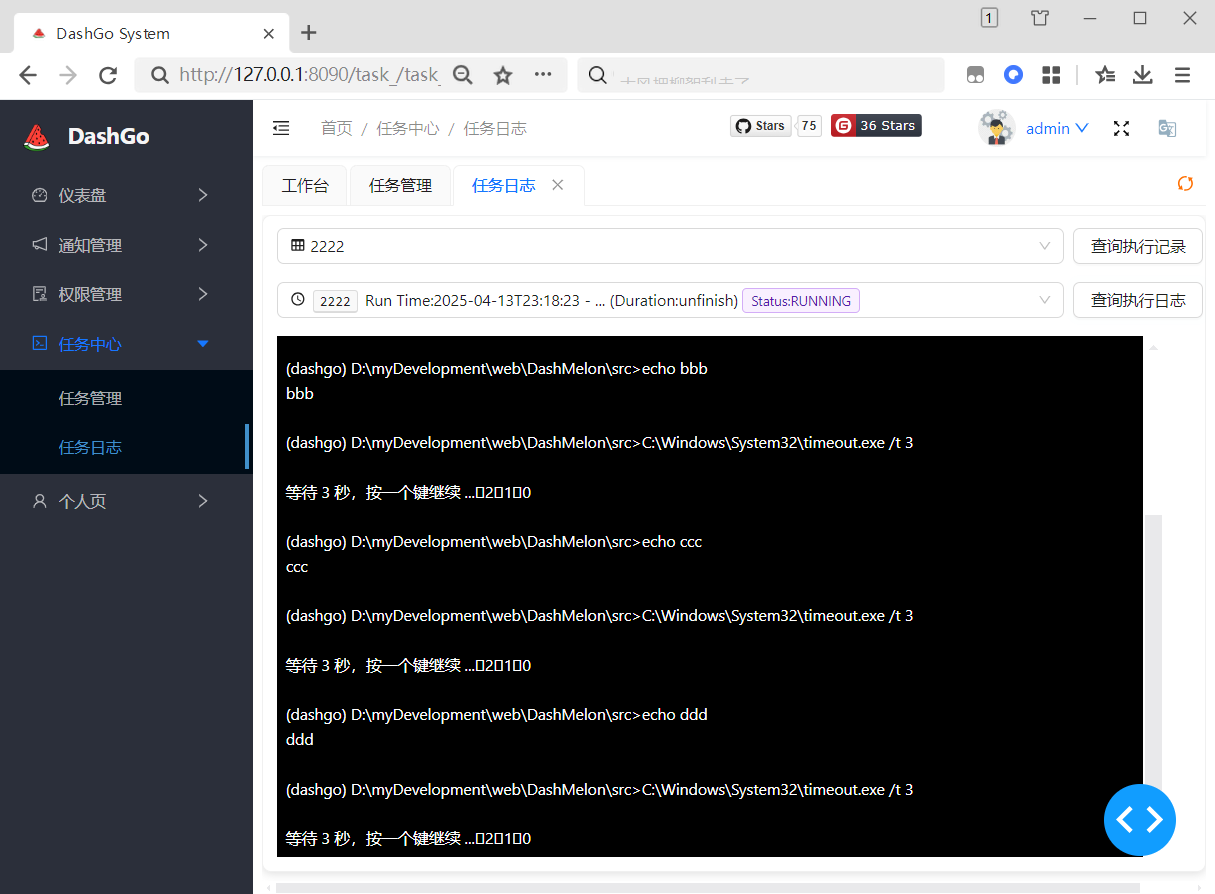 DashGo System
1
http://127.0.0.1:8090/task_/task_
DashGo
首页 / 任务中心 / 任务日志
Stars 75
G 36 Stars
admin
仪表盘
通知管理
权限管理
任务中心
任务管理
任务日志
个人页
工作台 任务管理 任务日志
2222 查询执行记录
2222 Run Time:2025-04-13T23:18:23 - ... (Duration:unfinish) Status:RUNNING 查询执行日志
(dashgo) D:\myDevelopment\web\DashMelon\src>echo bbb
bbb
(dashgo) D:\myDevelopment\web\DashMelon\src>C:\Windows\System32\timeout.exe /t 3
等待 3 秒，按一个键继续 ...▯2▯1▯0
(dashgo) D:\myDevelopment\web\DashMelon\src>echo ccc
ccc
(dashgo) D:\myDevelopment\web\DashMelon\src>C:\Windows\System32\timeout.exe /t 3
等待 3 秒，按一个键继续 ...▯2▯1▯0
(dashgo) D:\myDevelopment\web\DashMelon\src>echo ddd
ddd
(dashgo) D:\myDevelopment\web\DashMelon\src>C:\Windows\System32\timeout.exe /t 3
等待 3 秒，按一个键继续 ...▯2▯1▯0